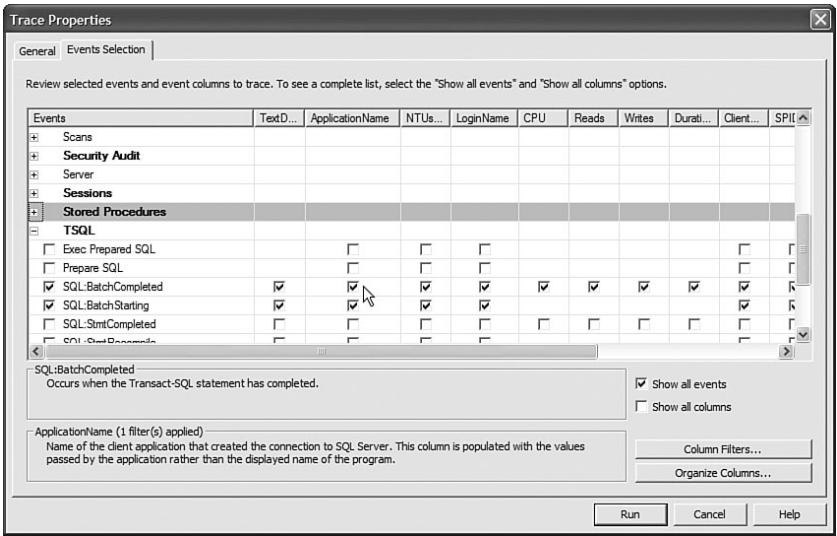 Trace Properties
General Events Selection
Review selected events and event columns to trace. To see a complete list, select the "Show all events" and "Show all columns" options.
Events TextD... ApplicationName NTUs... LoginName CPU Reads Writes Durati... Client... SPID
Scans
Security Audit
Server
Sessions
Stored Procedures
TSQL
Exec Prepared SQL
Prepare SQL
SQL:BatchCompleted
SQL:BatchStarting
SQL:StmtCompleted
SQL:StmtRecompile
SQL:BatchCompleted
Occurs when the Transact-SQL statement has completed.
Show all events
Show all columns
ApplicationName (1 filter(s) applied)
Name of the client application that created the connection to SQL Server. This column is populated with the values
passed by the application rather than the displayed name of the program.
Column Filters...
Organize Columns...
Run Cancel Help